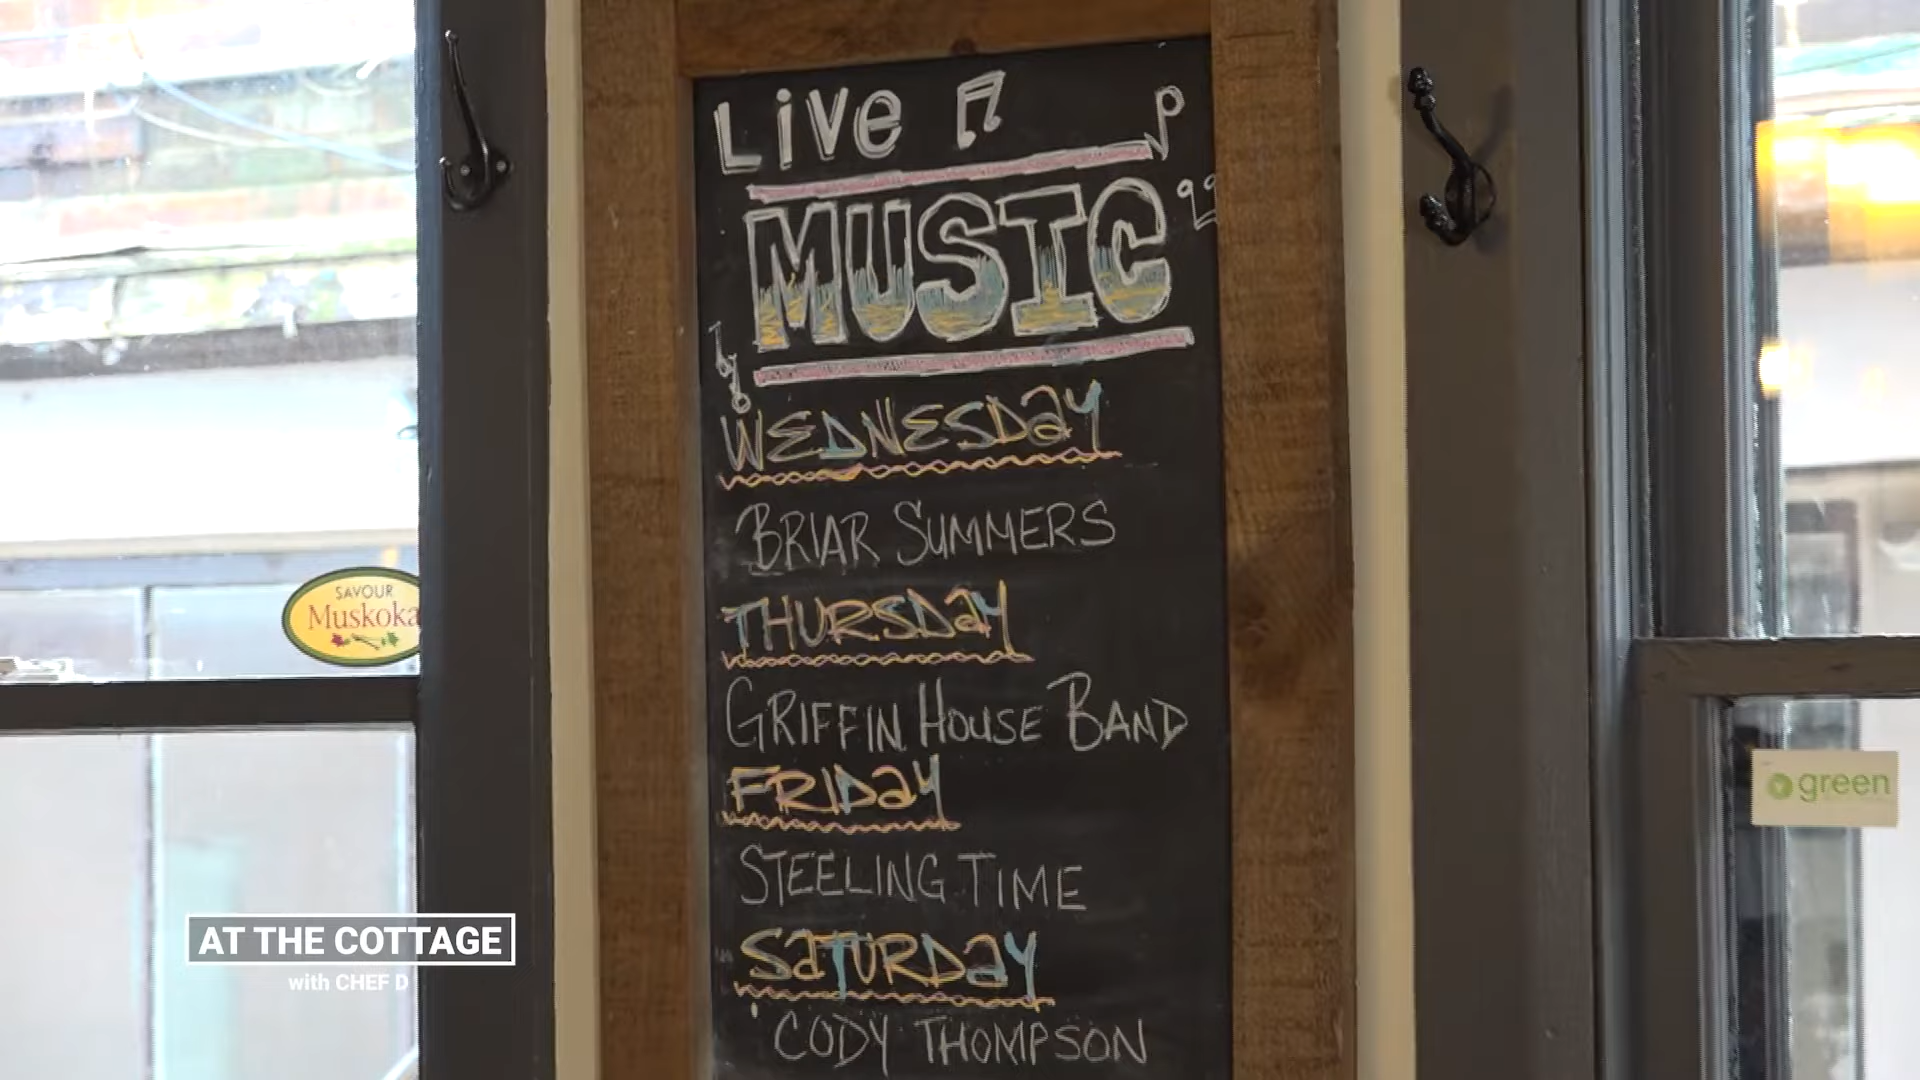 Live
MUSIC
WEDNESDAY
BRIAR SUMMERS
THURSDAY
GRIFFIN HOUSE BAND
FRIDAY
STEELING TIME
SATURDAY
CODY THOMPSON
SAVOUR
Muskoka
green
AT THE COTTAGE
with CHEF D